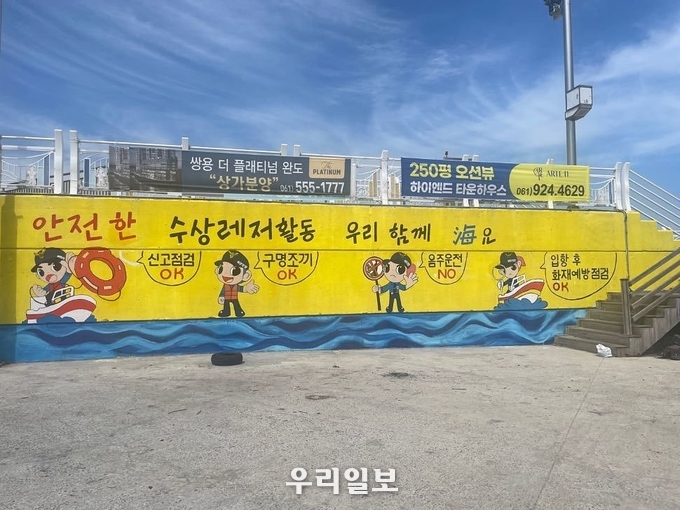 쌍용 더 플래티넘 완도
"상가분양" 061) 555-1777
The
PLATINUM
250평 오션뷰
하이엔드 타운하우스
ARTE 11
061) 924.4629
안전한 수상레저활동 우리 함께 海요
신고점검
OK
구명조끼
OK
음주운전
NO
입항 후
화재예방점검
OK
우리일보